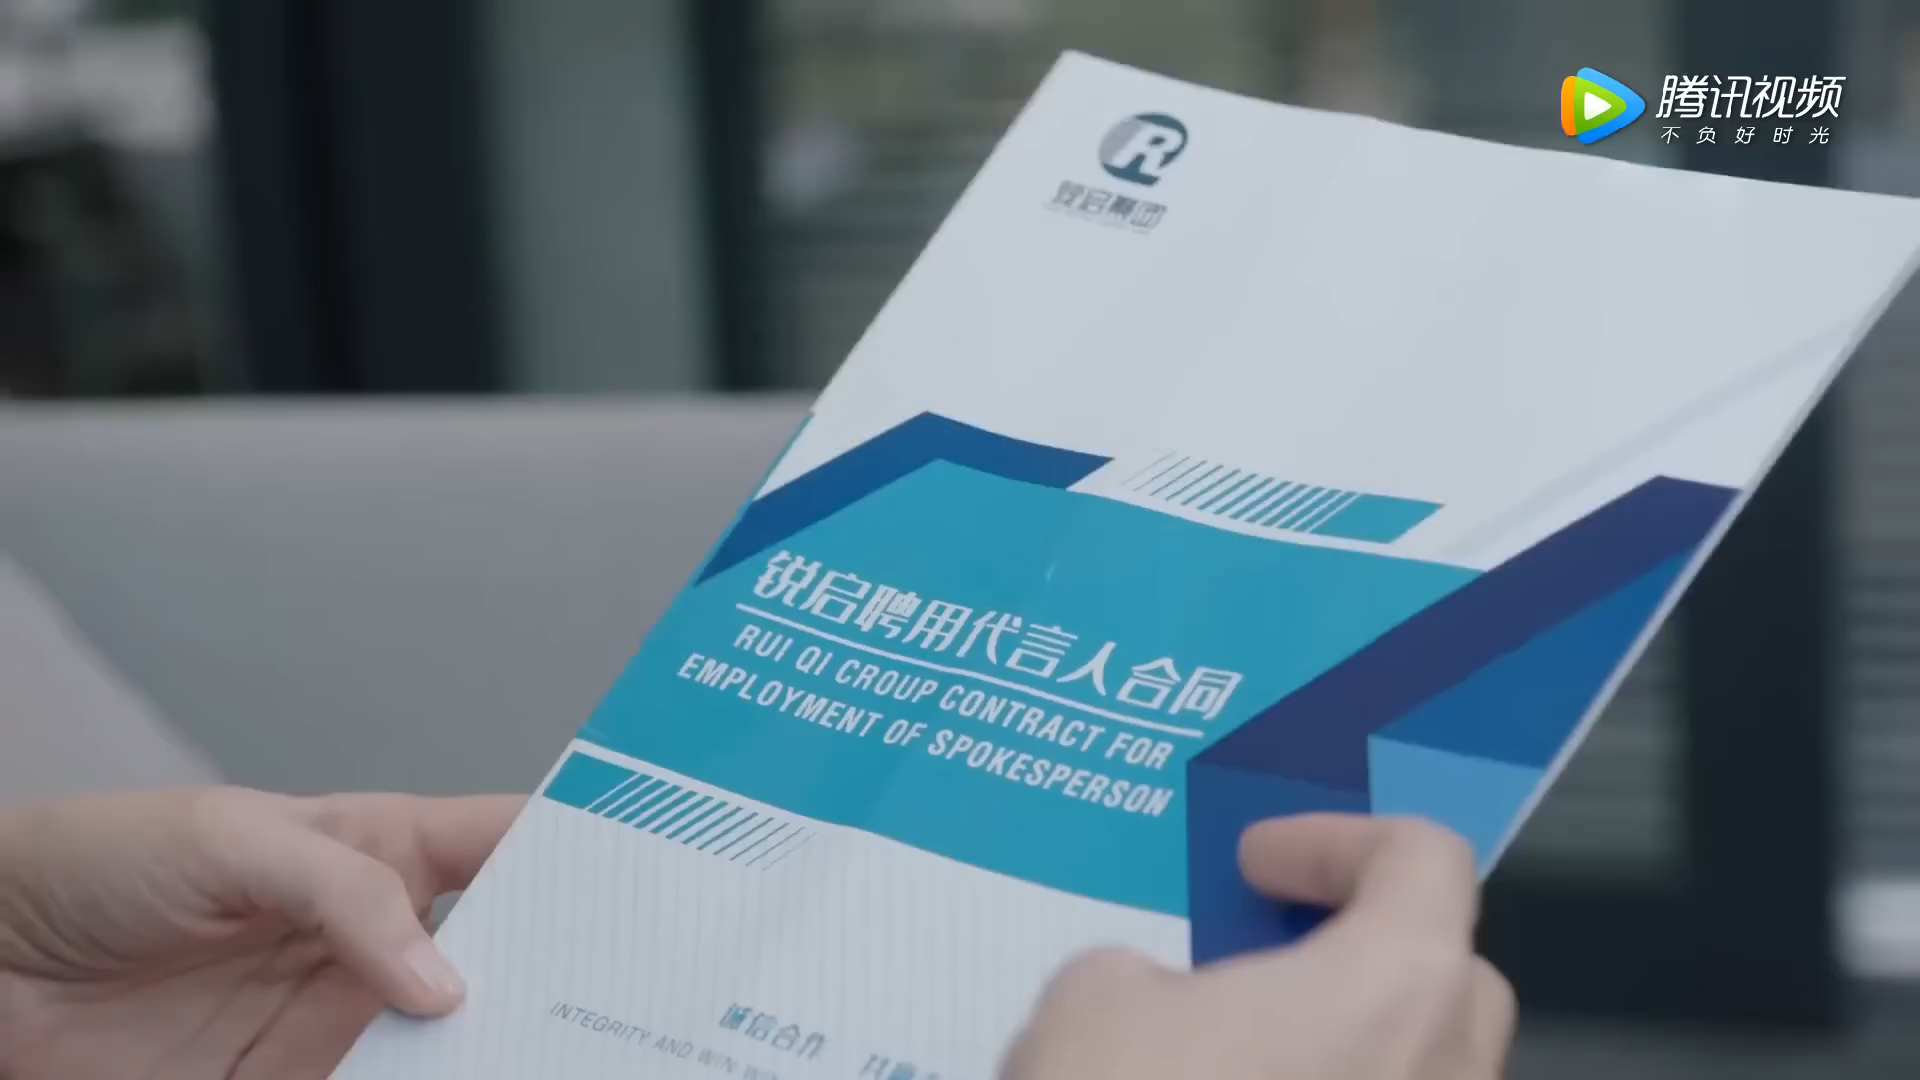 腾讯视频
不负好时光
锐启集团
锐启聘用代言人合同
RUI QI CROUP CONTRACT FOR
EMPLOYMENT OF SPOKESPERSON
诚信合作
INTEGRITY AND WIN